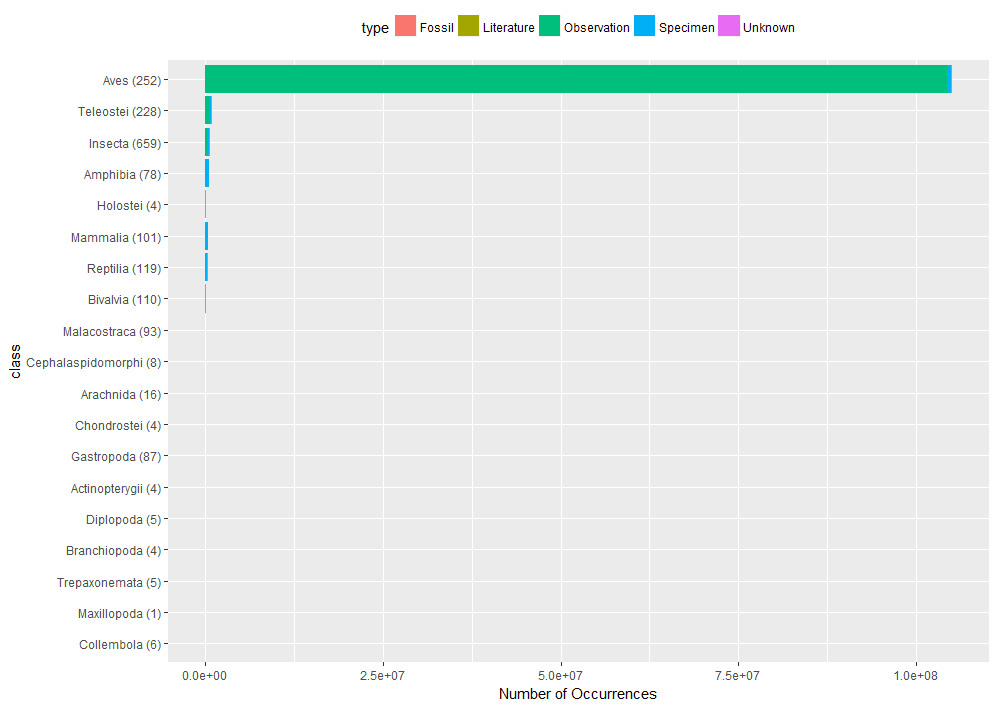 type Fossil Literature Observation Specimen Unknown
Aves (252)
Teleostei (228)
Insecta (659)
Amphibia (78)
Holostei (4)
Mammalia (101)
Reptilia (119)
Bivalvia (110)
Malacostraca (93)
Cephalaspidomorphi (8)
Arachnida (16)
Chondrostei (4)
Gastropoda (87)
Actinopterygii (4)
Diplopoda (5)
Branchiopoda (4)
Trepaxonemata (5)
Maxillopoda (1)
Collembola (6)
class
0.0e+00 2.5e+07 5.0e+07 7.5e+07 1.0e+08
Number of Occurrences